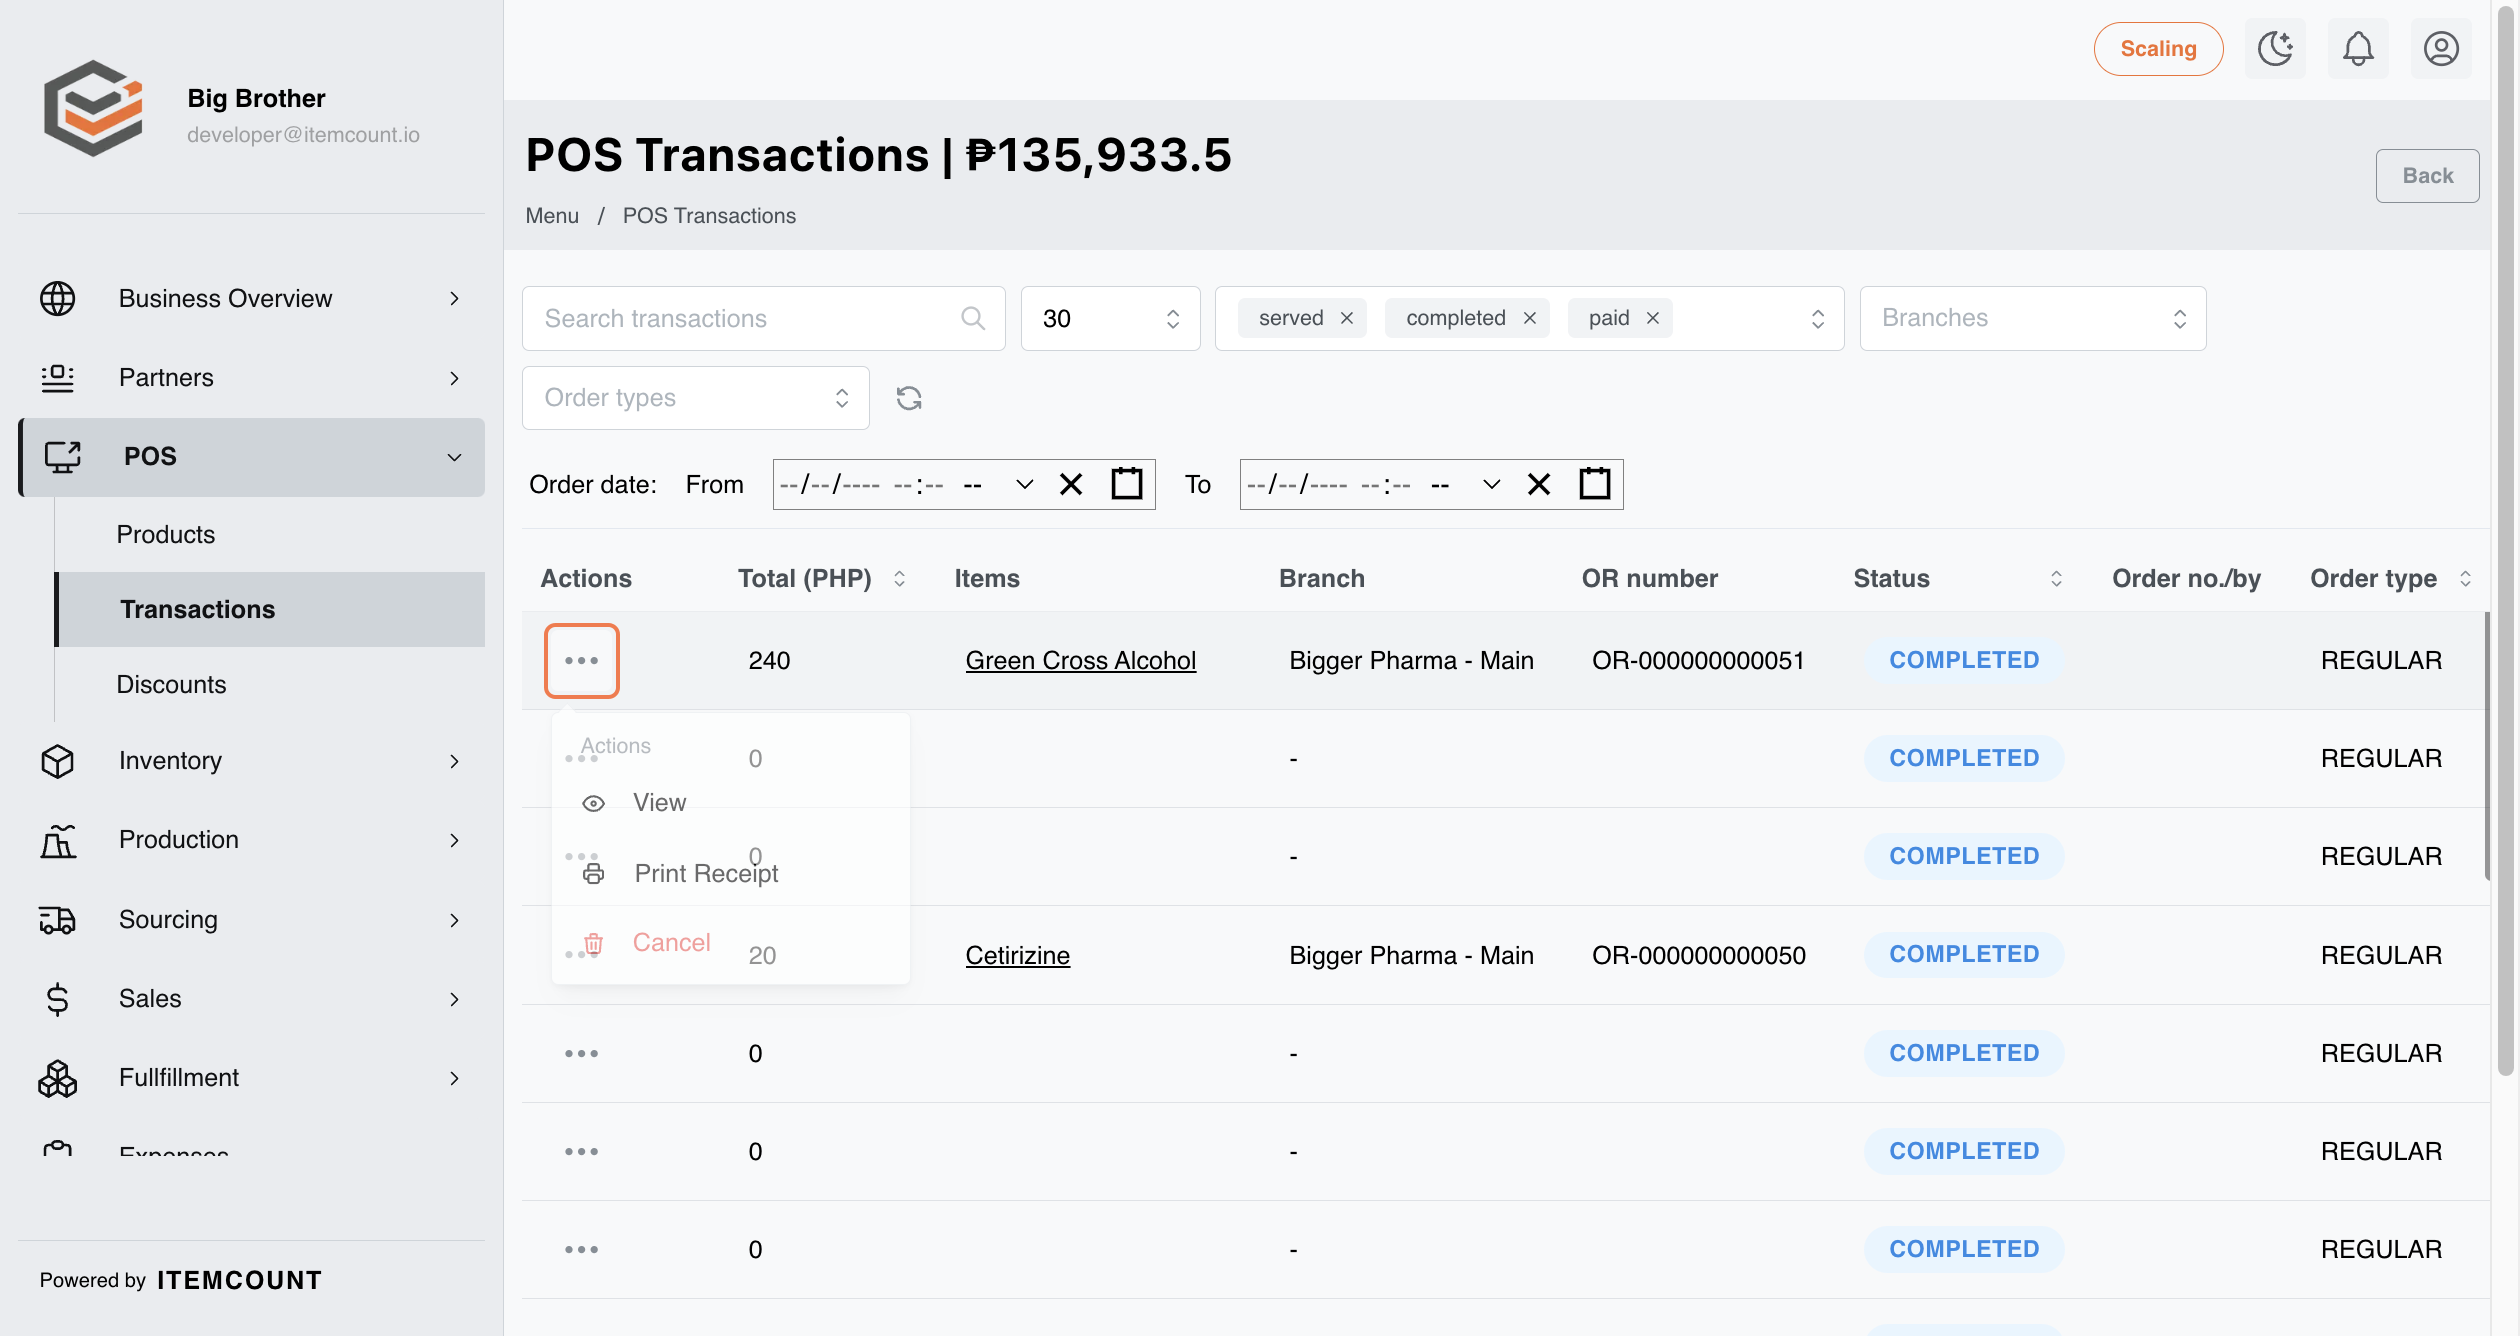 Big Brother
developer@itemcount.io
Business Overview
Partners
POS
Products
Transactions
Discounts
Inventory
Production
Sourcing
Sales
Fullfillment
Expenses
Powered by ITEMCOUNT
Scaling
POS Transactions | ₱135,933.5
Back
Menu / POS Transactions
Search transactions 30 served completed paid Branches
Order types
Order date: From --/--/---- --:-- -- To --/--/---- --:-- --
Actions Total (PHP) Items Branch OR number Status Order no./by Order type
240 Green Cross Alcohol Bigger Pharma - Main OR-000000000051 COMPLETED REGULAR
Actions
0 - COMPLETED REGULAR
View
0 - COMPLETED REGULAR
Print Receipt
Cancel
20 Cetirizine Bigger Pharma - Main OR-000000000050 COMPLETED REGULAR
0 - COMPLETED REGULAR
0 - COMPLETED REGULAR
0 - COMPLETED REGULAR